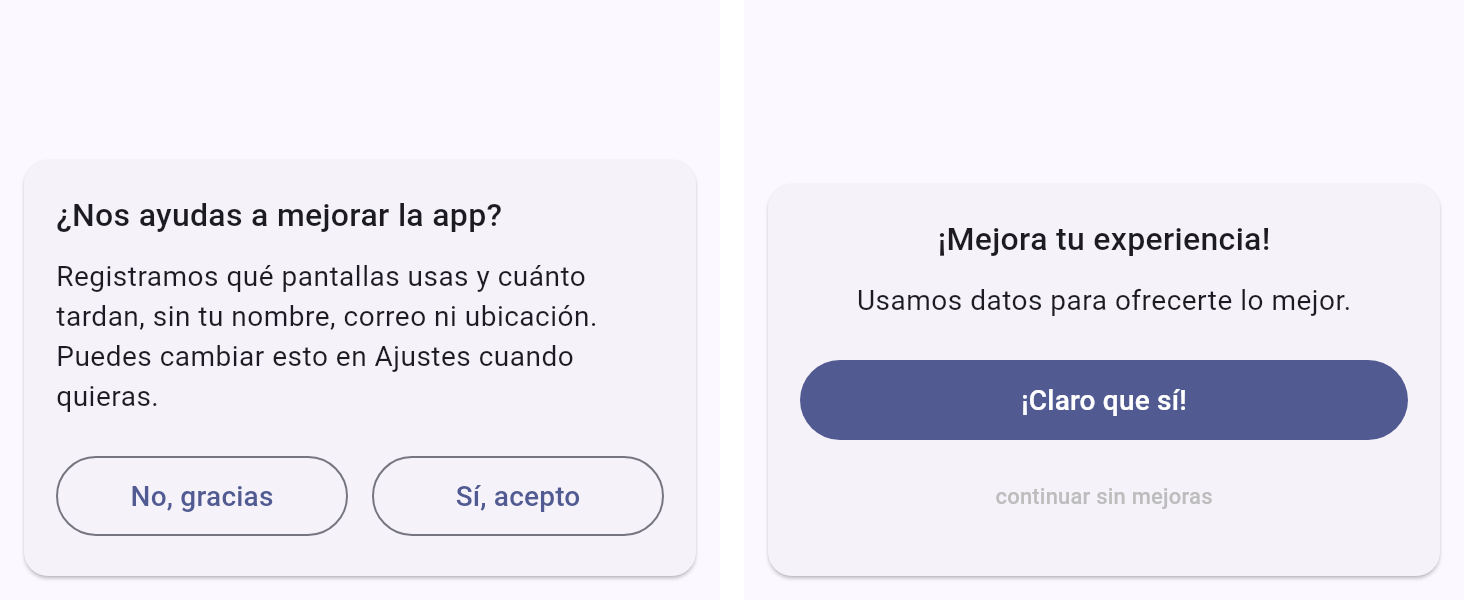 ¿Nos ayudas a mejorar la app?
Registramos qué pantallas usas y cuánto
tardan, sin tu nombre, correo ni ubicación.
Puedes cambiar esto en Ajustes cuando
quieras.
No, gracias
Sí, acepto
¡Mejora tu experiencia!
Usamos datos para ofrecerte lo mejor.
¡Claro que sí!
continuar sin mejoras